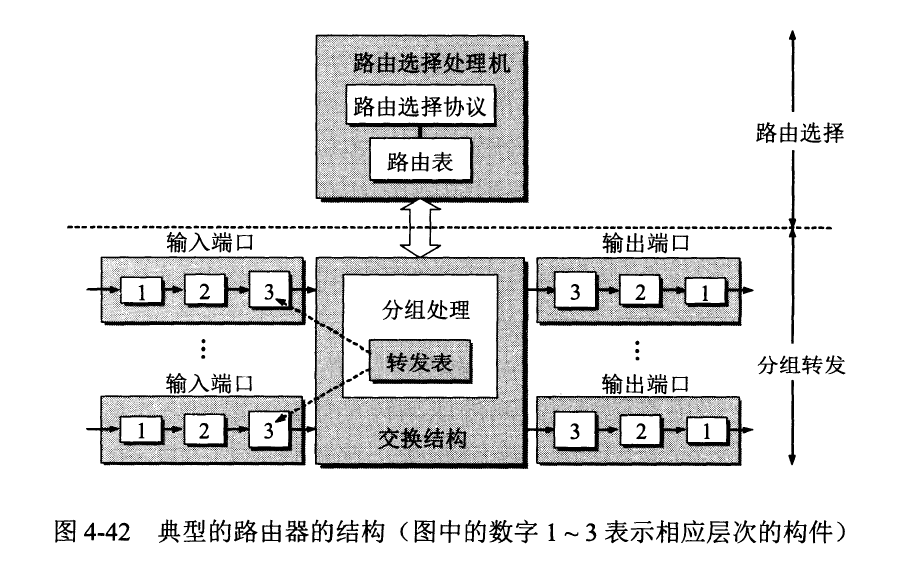 路由选择处理机
路由选择协议
路由表
路由选择
输入端口
1 2 3
输入端口
1 2 3
分组处理
转发表
交换结构
输出端口
3 2 1
输出端口
3 2 1
分组转发
图 4-42 典型的路由器的结构（图中的数字 1 ~ 3 表示相应层次的构件）